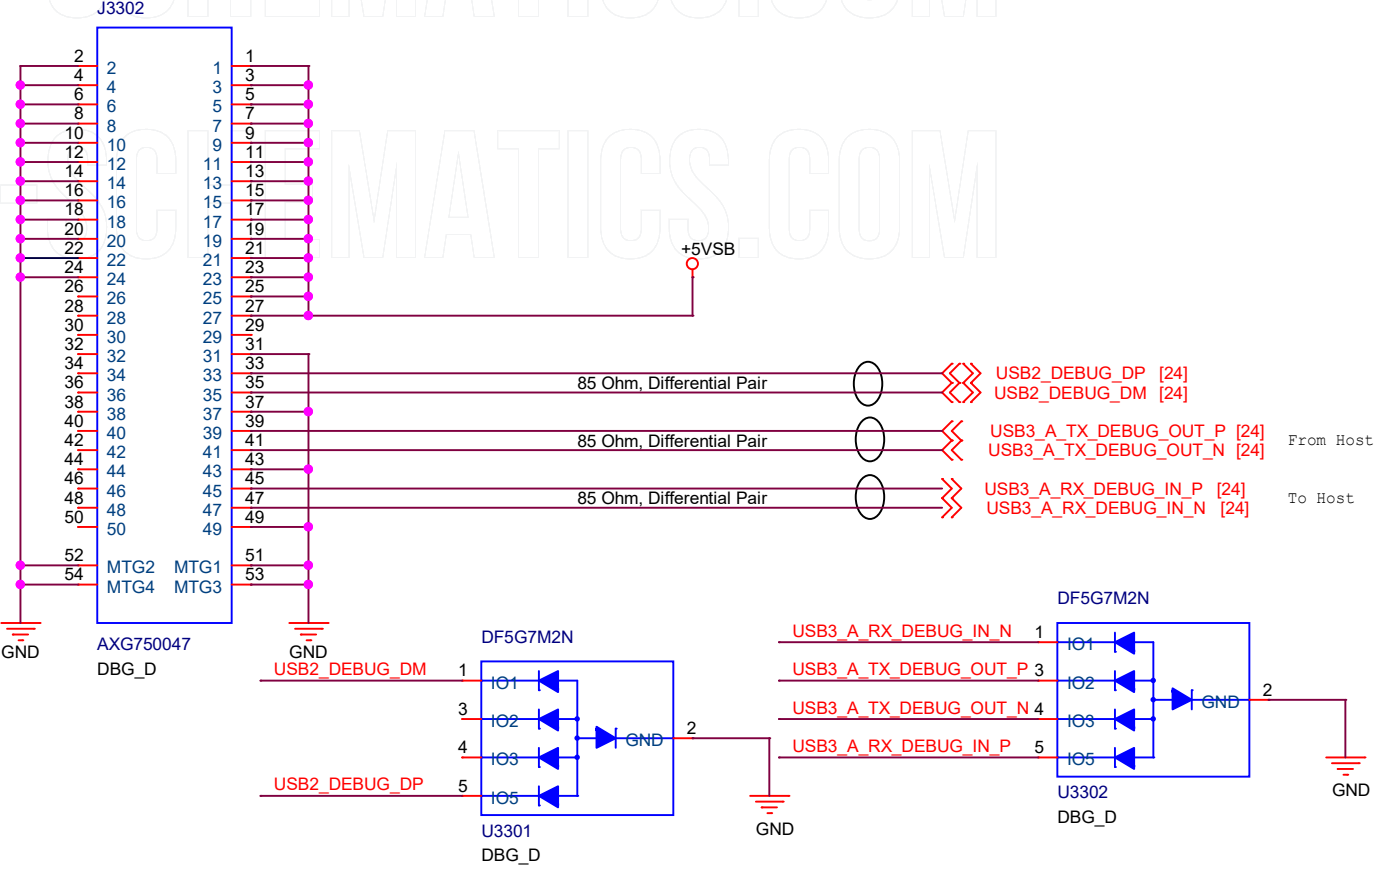 SCHEMATICS.COM
J3302
2 2 1 1
4 4 3 3
6 6 5 5
8 8 7 7
10 10 9 9
12 12 11 11
14 14 13 13
16 16 15 15
18 18 17 17
20 20 19 19
22 22 21 21
24 24 23 23
26 26 25 25
28 28 27 27
30 30 29 29
32 32 31 31
34 34 33 33
36 36 35 35
38 38 37 37
40 40 39 39
42 42 41 41
44 44 43 43
46 46 45 45
48 48 47 47
50 50 49 49
52 MTG2 MTG1 51
54 MTG4 MTG3 53
-SCHEMATICS.COM
+5VSB
USB2_DEBUG_DP [24]
85 Ohm, Differential Pair
USB2_DEBUG_DM [24]
USB3_A_TX_DEBUG_OUT_P [24]
85 Ohm, Differential Pair
From Host
USB3_A_TX_DEBUG_OUT_N [24]
USB3_A_RX_DEBUG_IN_P [24]
85 Ohm, Differential Pair
To Host
USB3_A_RX_DEBUG_IN_N [24]
GND
AXG750047
DBG_D
GND
DF5G7M2N
USB2_DEBUG_DM 1 IO1
3 IO2
4 IO3
USB2_DEBUG_DP 5 IO5
GND 2
GND
U3301
DBG_D
DF5G7M2N
USB3_A_RX_DEBUG_IN_N 1 IO1
USB3_A_TX_DEBUG_OUT_P 3 IO2
USB3_A_TX_DEBUG_OUT_N 4 IO3
USB3_A_RX_DEBUG_IN_P 5 IO5
GND 2
GND
U3302
DBG_D